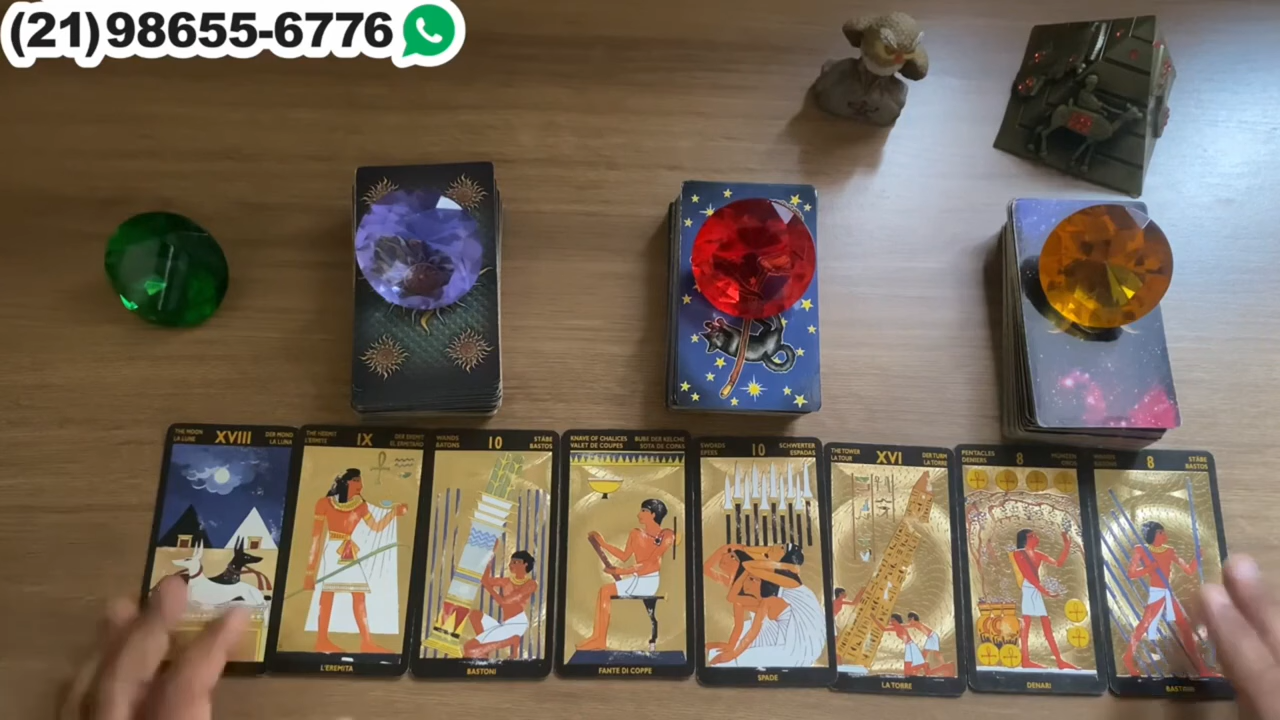 (21)98655-6776
THE MOON
LA LUNE
XVIII
DER MOND
LA LUNA
THE HERMIT
L'ERMITE
IX
DER EREMIT
EL ERMITAÑO
L'EREMITA
WANDS
BATONS
10
STÄBE
BASTOS
BASTONI
KNAVE OF CHALICES
VALET DE COUPES
BUBE DER KELCHE
SOTA DE COPAS
FANTE DI COPPE
SWORDS
EPEES
10
SCHWERTER
ESPADAS
SPADE
THE TOWER
LA TOUR
XVI
DER TURM
LA TORRE
LA TORRE
PENTACLES
DENIERS
8
MÜNZEN
OROS
DENARI
WANDS
BATONS
8
STÄBE
BASTOS
BASTONI